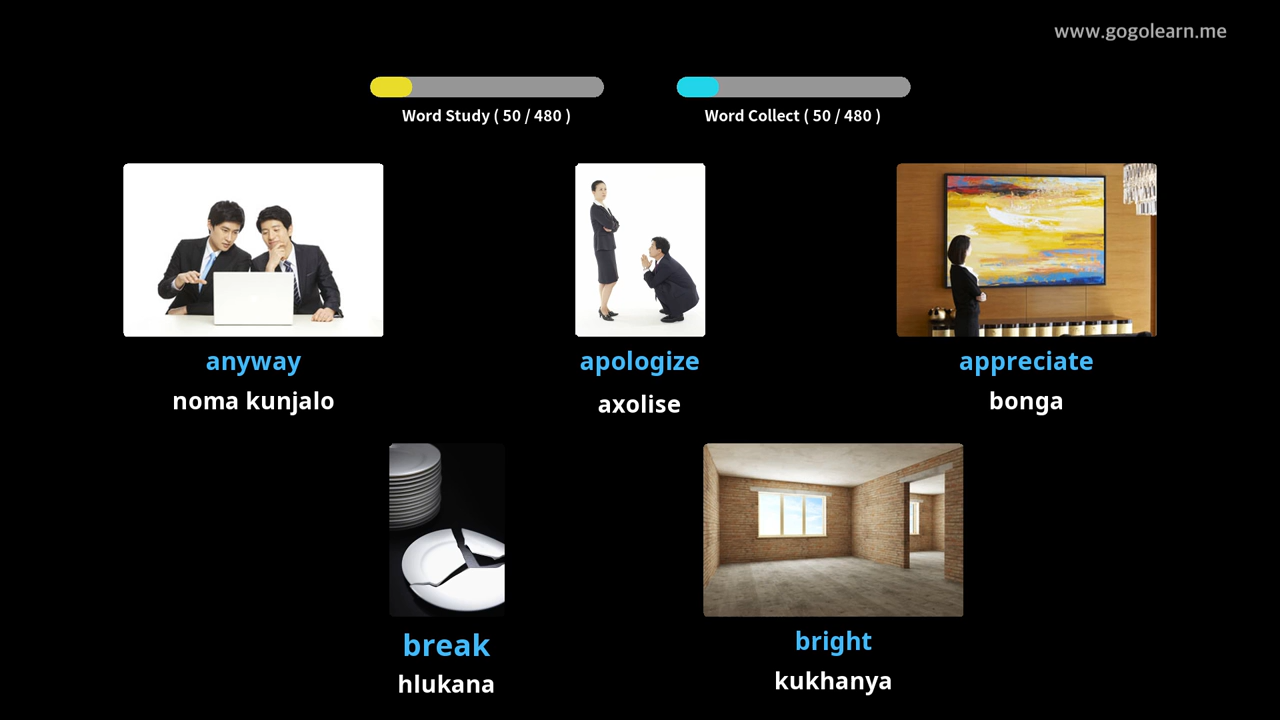 www.gogolearn.me
Word Study ( 50 / 480 )
Word Collect ( 50 / 480 )
anyway
noma kunjalo
apologize
axolise
appreciate
bonga
break
hlukana
bright
kukhanya